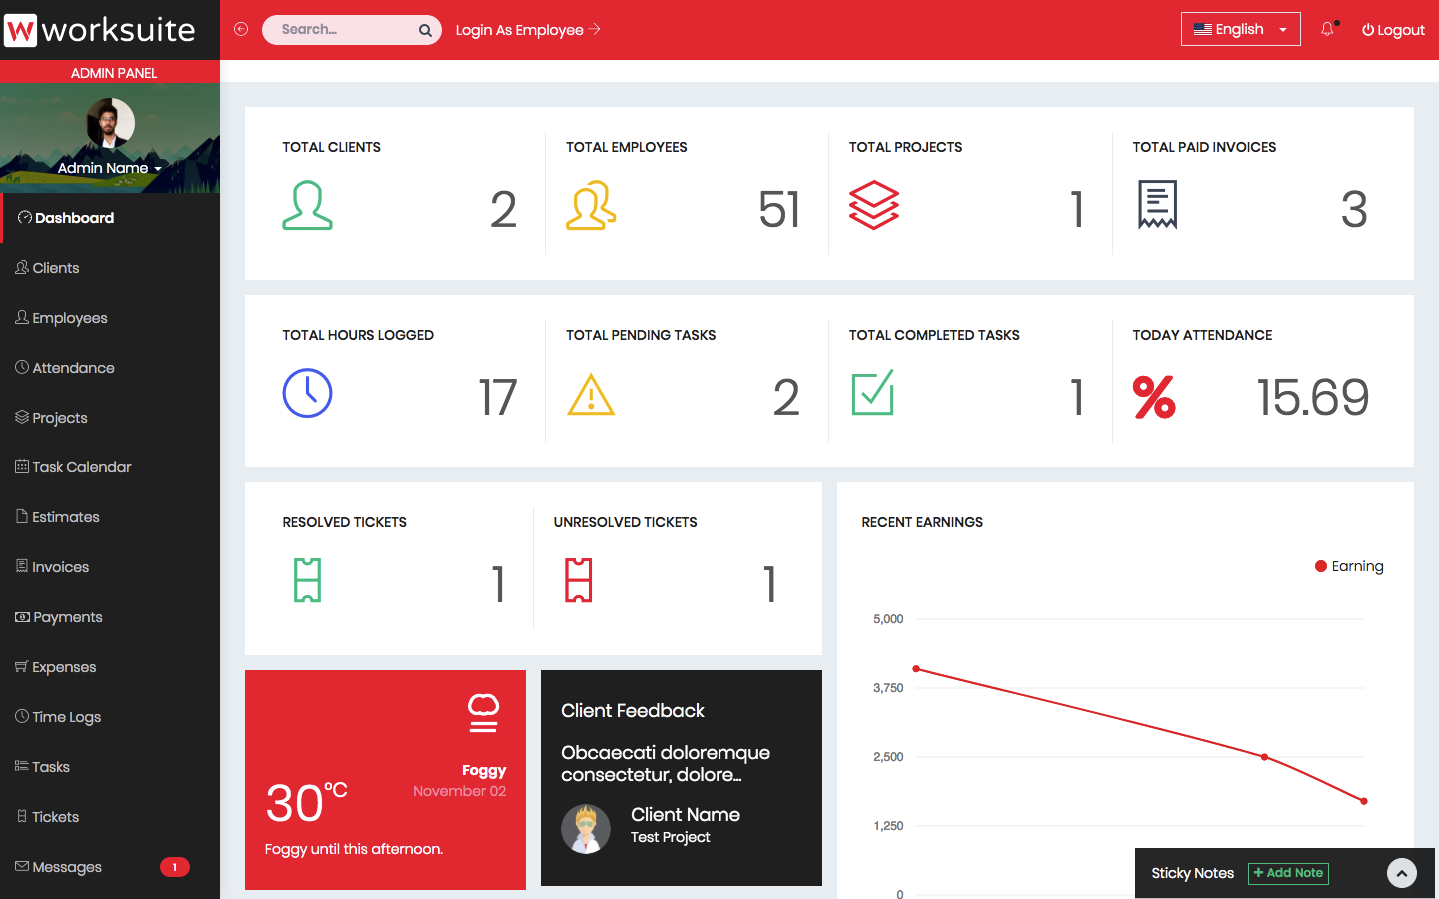 W worksuite
Search...
Login As Employee
English
Logout
ADMIN PANEL
Admin Name
Dashboard
Clients
Employees
Attendance
Projects
Task Calendar
Estimates
Invoices
Payments
Expenses
Time Logs
Tasks
Tickets
Messages 1
TOTAL CLIENTS
2
TOTAL EMPLOYEES
51
TOTAL PROJECTS
1
TOTAL PAID INVOICES
3
TOTAL HOURS LOGGED
17
TOTAL PENDING TASKS
2
TOTAL COMPLETED TASKS
1
TODAY ATTENDANCE
% 15.69
RESOLVED TICKETS
1
UNRESOLVED TICKETS
1
Foggy
November 02
30°C
Foggy until this afternoon.
Client Feedback
Obcaecati doloremque
consectetur, dolore...
Client Name
Test Project
RECENT EARNINGS
Earning
5,000
3,750
2,500
1,250
0
Sticky Notes + Add Note